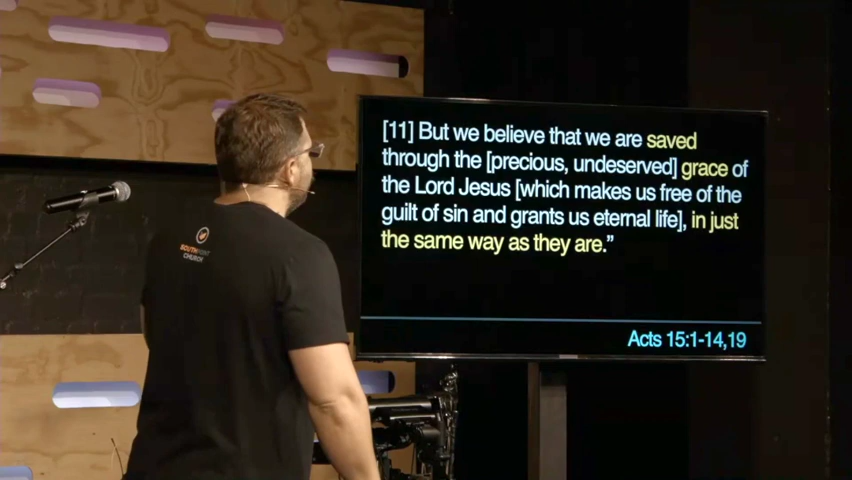 [11] But we believe that we are saved
through the [precious, undeserved] grace of
the Lord Jesus [which makes us free of the
guilt of sin and grants us eternal life], in just
the same way as they are.”
Acts 15:1-14,19
SOUTHPOINT
CHURCH